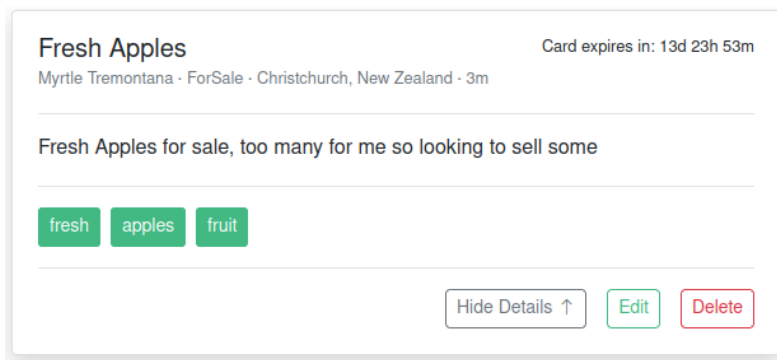 Fresh Apples
Card expires in: 13d 23h 53m
Myrtle Tremontana · ForSale · Christchurch, New Zealand · 3m
Fresh Apples for sale, too many for me so looking to sell some
fresh apples fruit
Hide Details ↑ Edit Delete